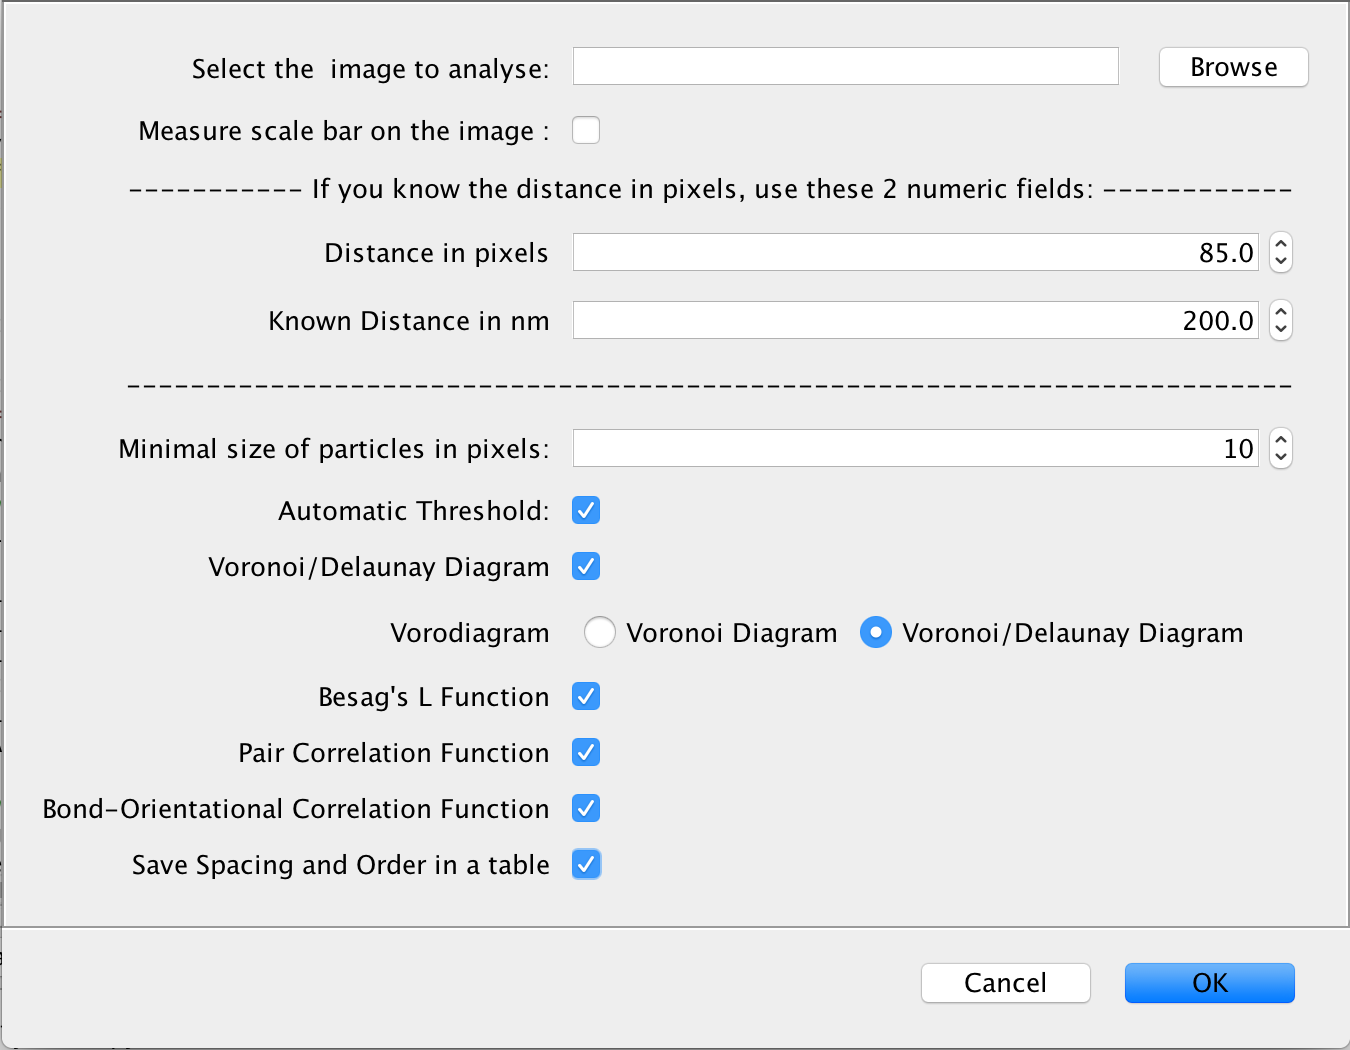 Select the  image to analyse: Browse
Measure scale bar on the image :
----------- If you know the distance in pixels, use these 2 numeric fields: ------------
Distance in pixels 85.0
Known Distance in nm 200.0
-------------------------------------------------------------------------
Minimal size of particles in pixels: 10
Automatic Threshold:
Voronoi/Delaunay Diagram
Vorodiagram Voronoi Diagram Voronoi/Delaunay Diagram
Besag's L Function
Pair Correlation Function
Bond-Orientational Correlation Function
Save Spacing and Order in a table
Cancel OK